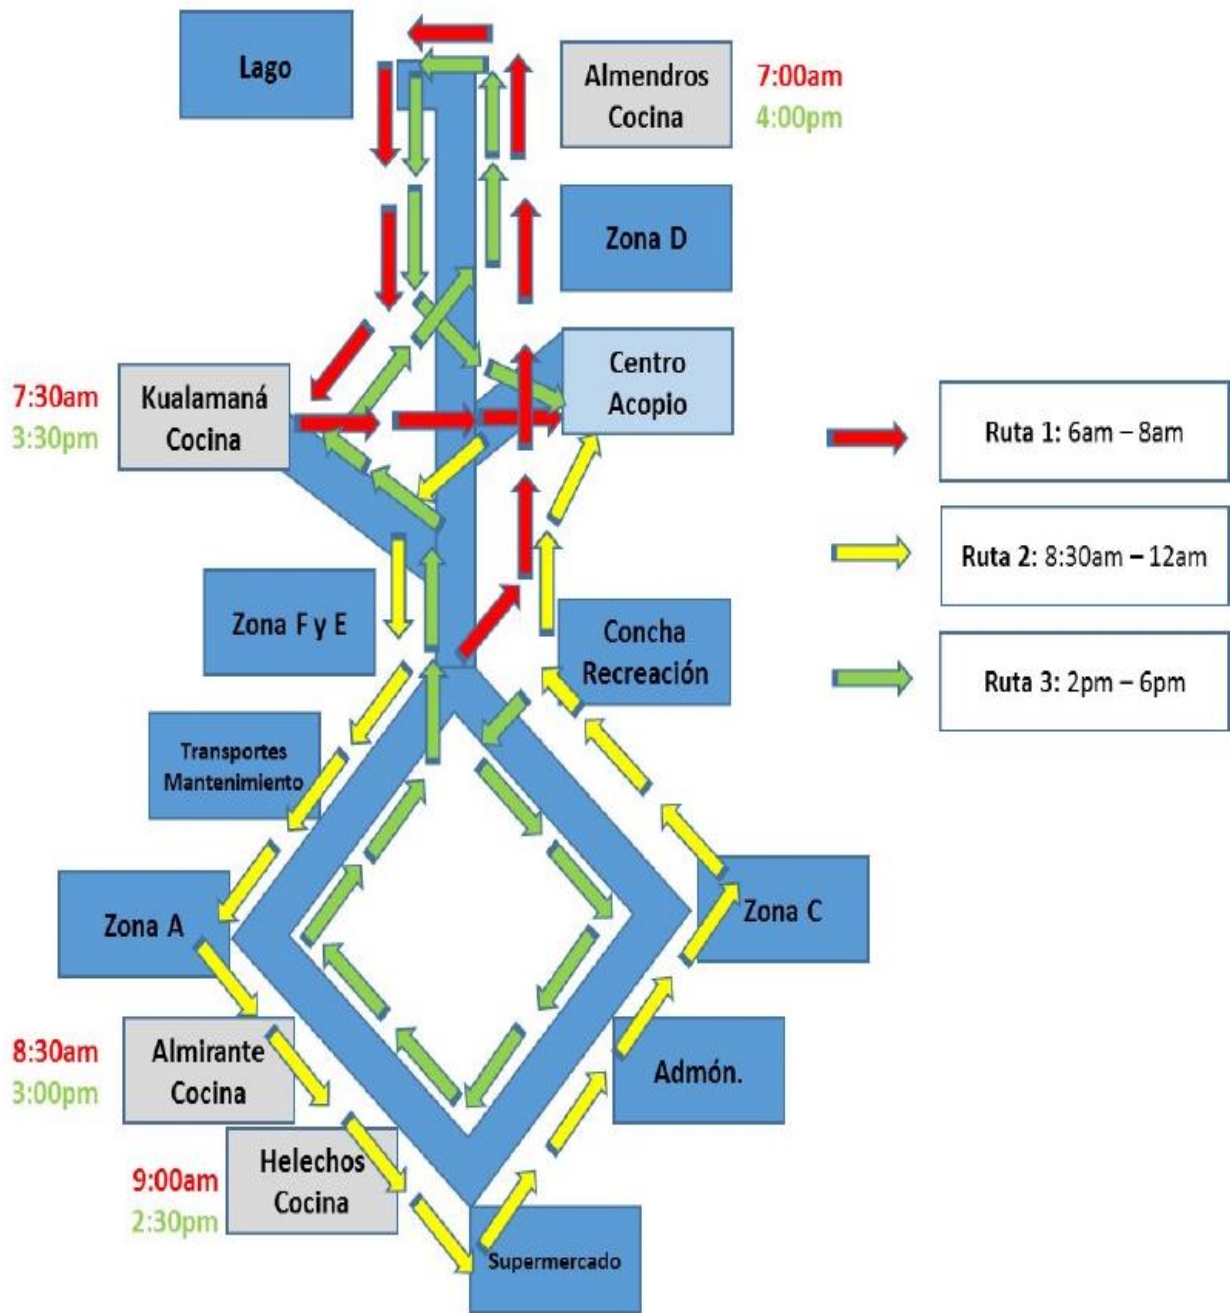 Lago
Almendros
Cocina
7:00am
4:00pm
Zona D
Centro
Acopio
7:30am
3:30pm
Kualamaná
Cocina
Ruta 1: 6am – 8am
Ruta 2: 8:30am – 12am
Ruta 3: 2pm – 6pm
Zona F y E
Concha
Recreación
Transportes
Mantenimiento
Zona A
Zona C
8:30am
3:00pm
Almirante
Cocina
Admón.
9:00am
2:30pm
Helechos
Cocina
Supermercado